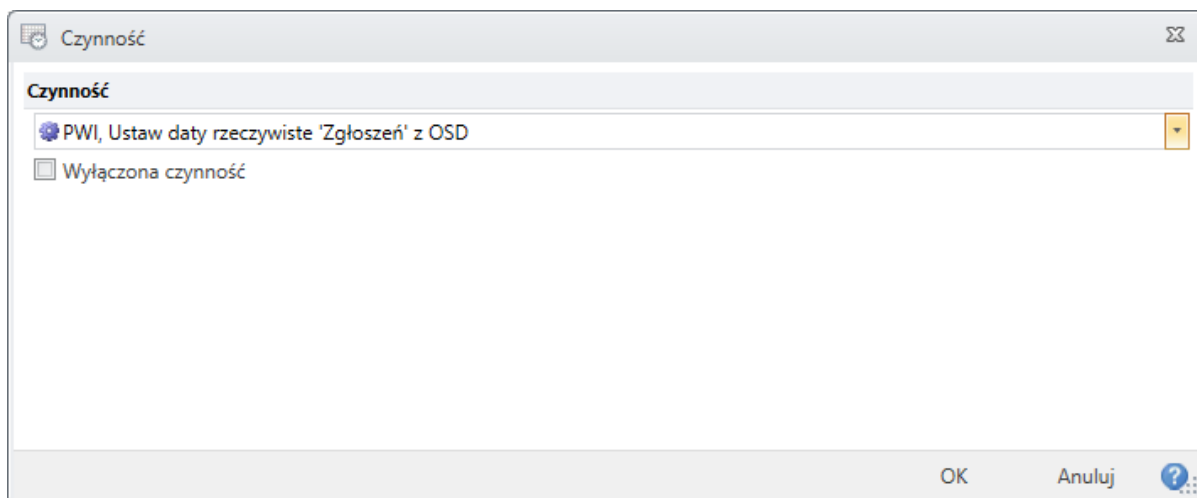 Czynność
Czynność
PWI, Ustaw daty rzeczywiste 'Zgłoszeń' z OSD
Wyłączona czynność
OK Anuluj